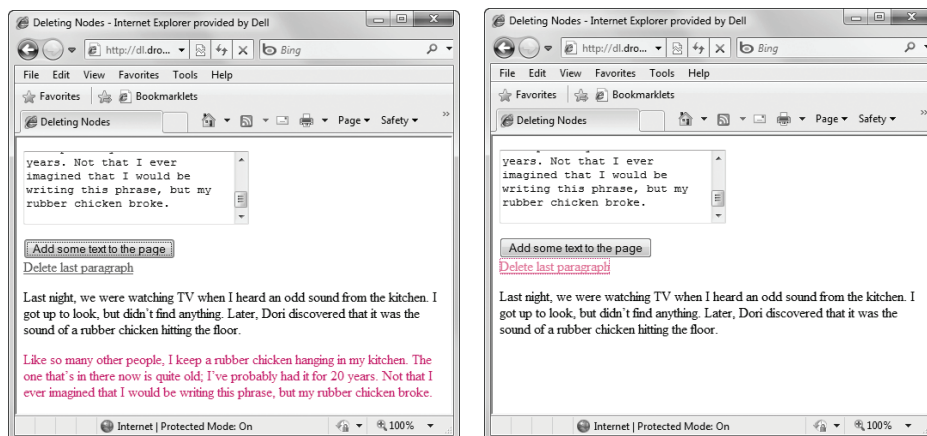 Deleting Nodes - Internet Explorer provided by Dell
http://dl.dro...
Bing
File Edit View Favorites Tools Help
Favorites Bookmarklets
Deleting Nodes Page Safety »
years. Not that I ever
imagined that I would be
writing this phrase, but my
rubber chicken broke.
Add some text to the page
Delete last paragraph
Last night, we were watching TV when I heard an odd sound from the kitchen. I
got up to look, but didn't find anything. Later, Dori discovered that it was the
sound of a rubber chicken hitting the floor.
Like so many other people, I keep a rubber chicken hanging in my kitchen. The
one that's in there now is quite old; I've probably had it for 20 years. Not that I
ever imagined that I would be writing this phrase, but my rubber chicken broke.
Internet | Protected Mode: On 100%
Deleting Nodes - Internet Explorer provided by Dell
http://dl.dro...
Bing
File Edit View Favorites Tools Help
Favorites Bookmarklets
Deleting Nodes Page Safety »
years. Not that I ever
imagined that I would be
writing this phrase, but my
rubber chicken broke.
Add some text to the page
Delete last paragraph
Last night, we were watching TV when I heard an odd sound from the kitchen. I
got up to look, but didn't find anything. Later, Dori discovered that it was the
sound of a rubber chicken hitting the floor.
Internet | Protected Mode: On 100%